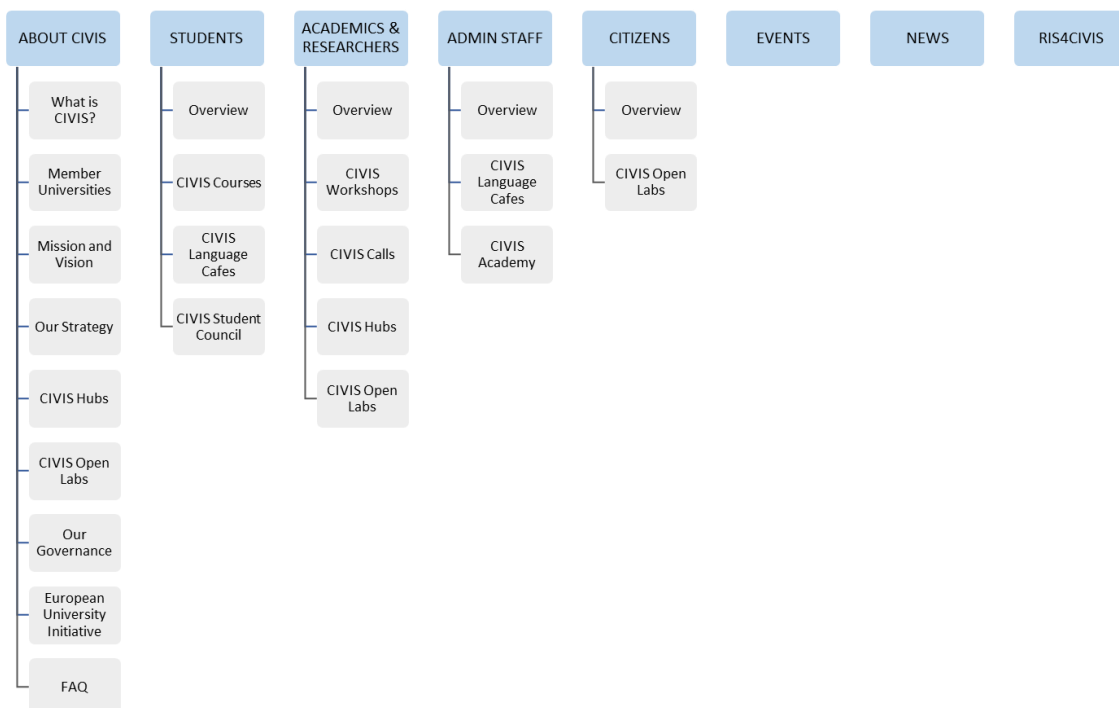 ABOUT CIVIS
What is
CIVIS?
Member
Universities
Mission and
Vision
Our Strategy
CIVIS Hubs
CIVIS Open
Labs
Our
Governance
European
University
Initiative
FAQ
STUDENTS
Overview
CIVIS Courses
CIVIS
Language
Cafes
CIVIS Student
Council
ACADEMICS &
RESEARCHERS
Overview
CIVIS
Workshops
CIVIS Calls
CIVIS Hubs
CIVIS Open
Labs
ADMIN STAFF
Overview
CIVIS
Language
Cafes
CIVIS
Academy
CITIZENS
Overview
CIVIS Open
Labs
EVENTS
NEWS
RIS4CIVIS